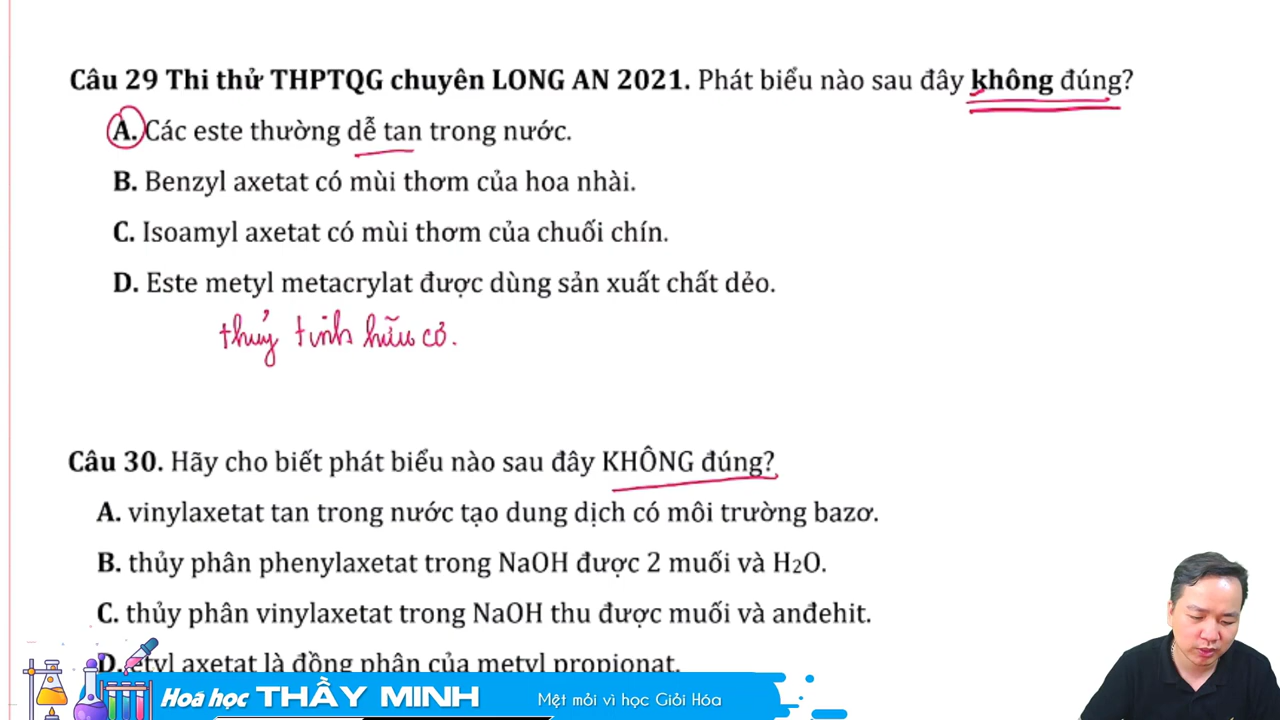 Câu 29 Thi thử THPTQG chuyên LONG AN 2021. Phát biểu nào sau đây không đúng?
A. Các este thường dễ tan trong nước.
B. Benzyl axetat có mùi thơm của hoa nhài.
C. Isoamyl axetat có mùi thơm của chuối chín.
D. Este metyl metacrylat được dùng sản xuất chất dẻo.
thuỷ tinh hữu cơ.
Câu 30. Hãy cho biết phát biểu nào sau đây KHÔNG đúng?
A. vinylaxetat tan trong nước tạo dung dịch có môi trường bazơ.
B. thủy phân phenylaxetat trong NaOH được 2 muối và H2O.
C. thủy phân vinylaxetat trong NaOH thu được muối và anđehit.
D. etyl axetat là đồng phân của metyl propionat.
Hoá học THẦY MINH
Mệt mỏi vì học Giỏi Hóa